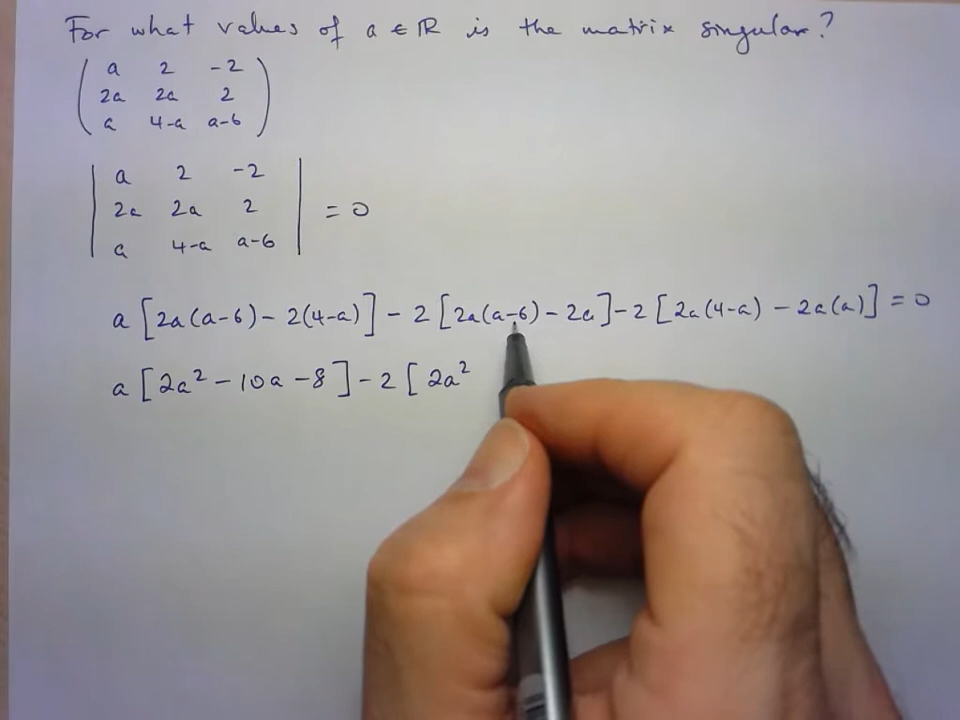 For what values of a ∈ ℝ is the matrix singular?
a 2 -2
2a 2a 2
a 4-a a-6
a 2 -2
2a 2a 2 = 0
a 4-a a-6
a [2a(a-6) - 2(4-a)] - 2 [2a(a-6) - 2a] - 2 [2a(4-a) - 2a(a)] = 0
a [2a² - 10a - 8] - 2 [ 2a²